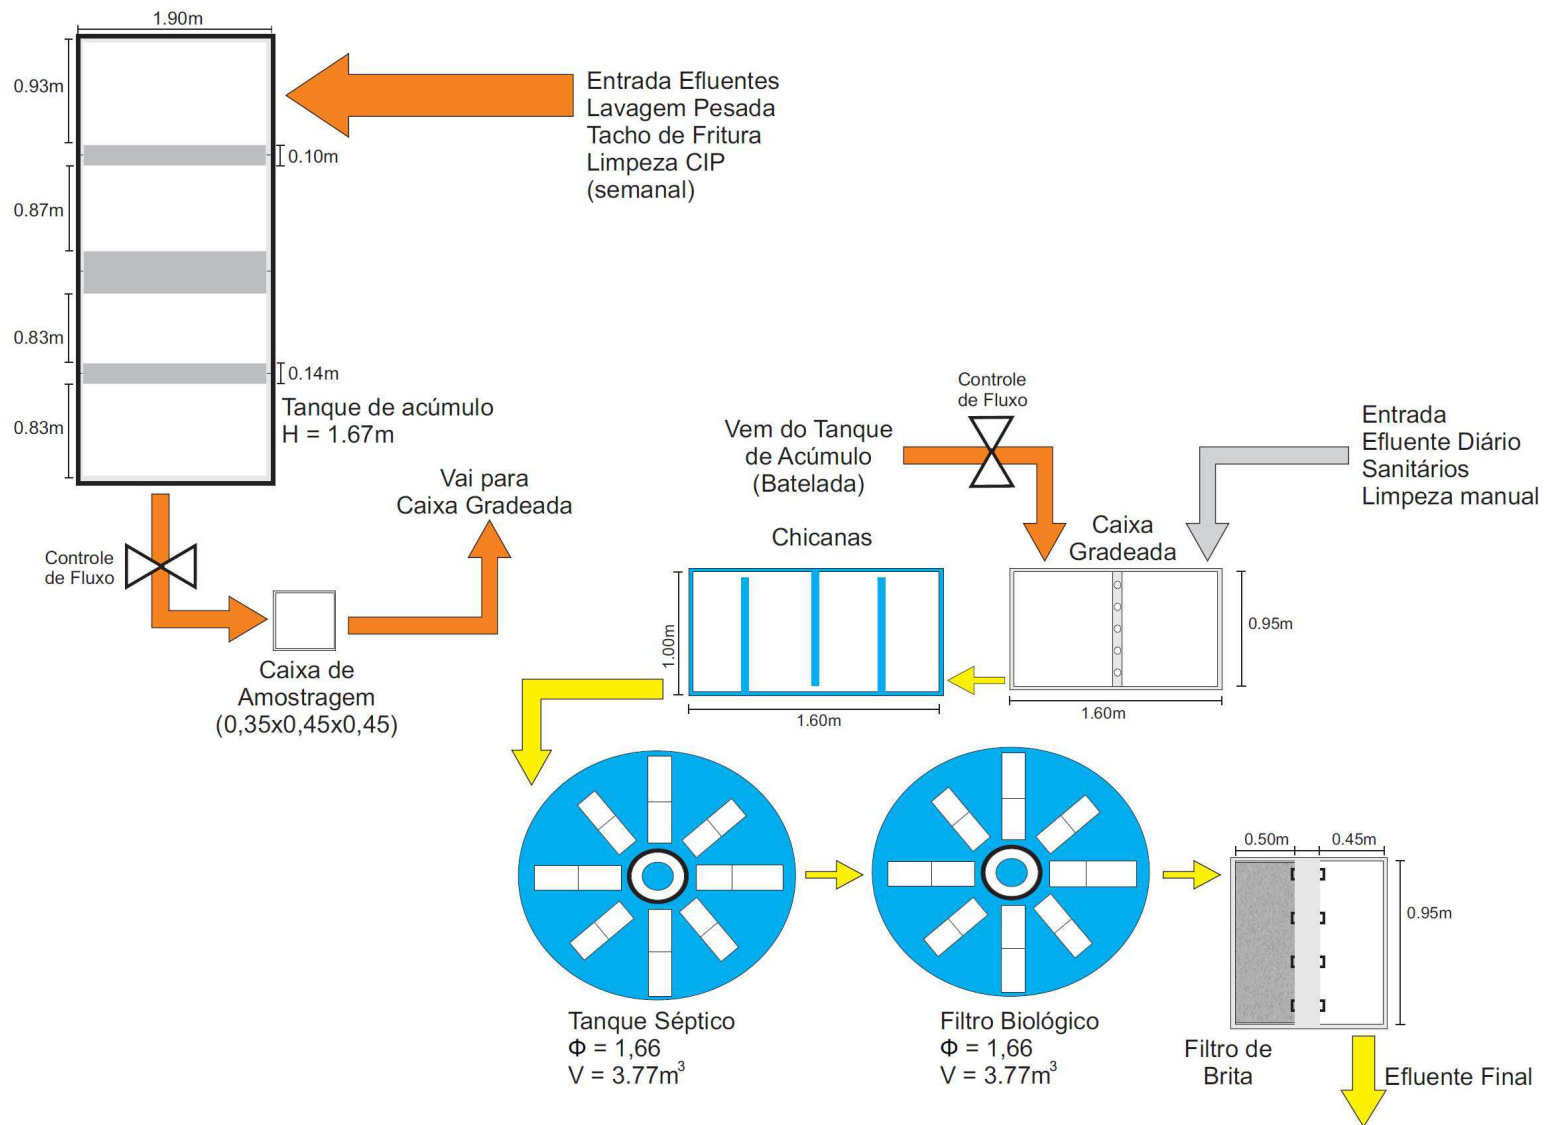 1.90m
0.93m
0.10m
0.87m
0.83m
0.14m
0.83m
Entrada Efluentes
Lavagem Pesada
Tacho de Fritura
Limpeza CIP
(semanal)
Tanque de acúmulo
H = 1.67m
Controle
de Fluxo
Vai para
Caixa Gradeada
Caixa de
Amostragem
(0,35x0,45x0,45)
Vem do Tanque
de Acúmulo
(Batelada)
Controle
de Fluxo
Entrada
Efluente Diário
Sanitários
Limpeza manual
Chicanas
1.00m
1.60m
Caixa
Gradeada
0.95m
1.60m
Tanque Séptico
Φ = 1,66
V = 3.77m³
Filtro Biológico
Φ = 1,66
V = 3.77m³
0.50m
0.45m
0.95m
Filtro de
Brita
Efluente Final